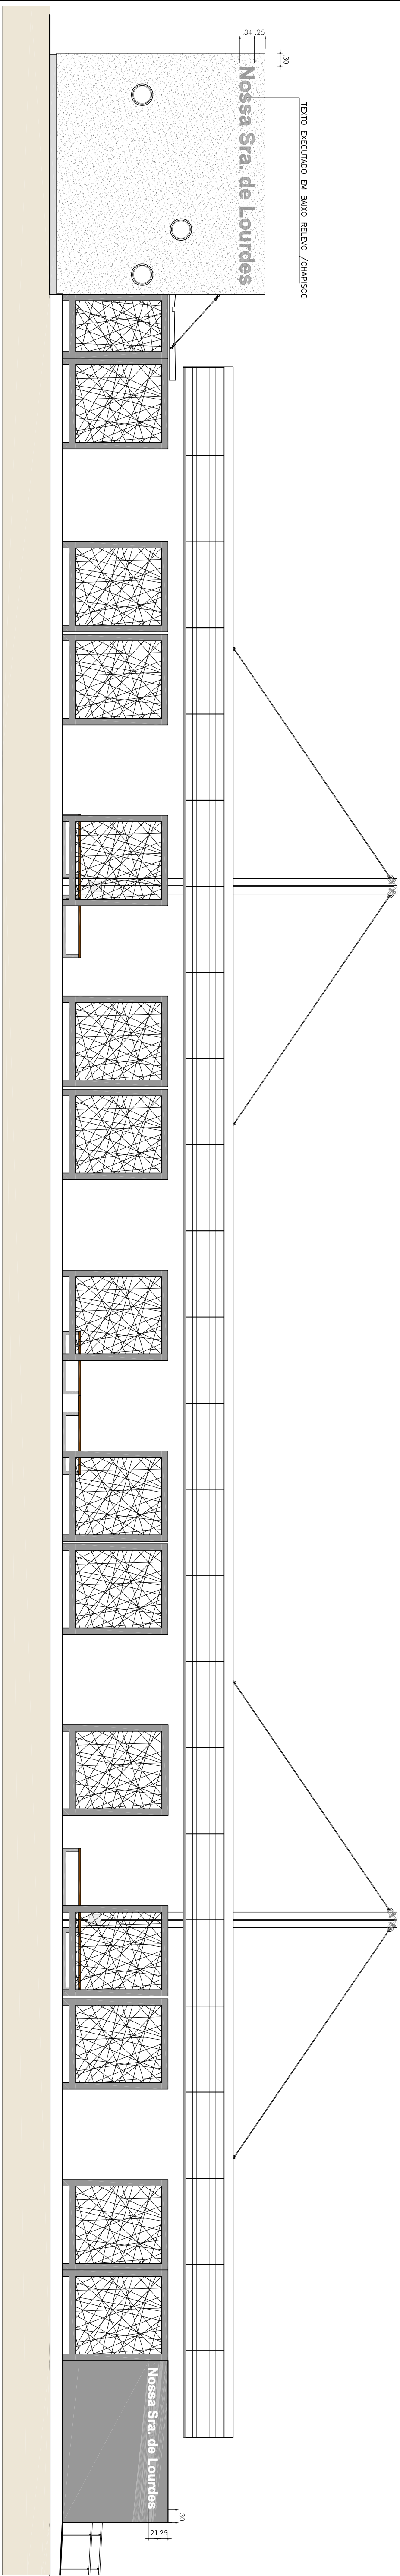 .34 .25
.30
Nossa Sra. de Lourdes
TEXTO EXECUTADO EM BAIXO RELEVO /CHAPISCO
Nossa Sra. de Lourdes
.30
.21.25